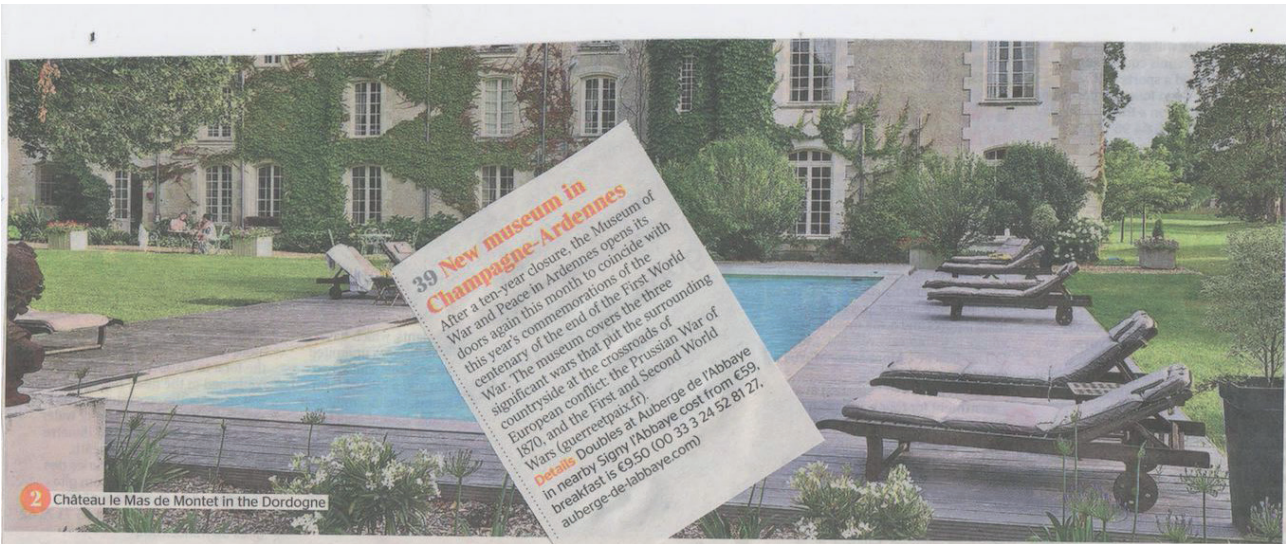 39 New museum in
Champagne-Ardennes
After a ten-year closure, the Museum of
War and Peace in Ardennes opens its
doors again this month to coincide with
this year's commemorations of the
centenary of the end of the First World
War. The museum covers the three
significant wars that put the surrounding
countryside at the crossroads of
European conflict: the Prussian War of
1870, and the First and Second World
Wars (guerreetpaix.fr).
Details Doubles at Auberge de l'Abbaye
in nearby Signy l'Abbaye cost from €59,
breakfast is €9.50 (00 33 3 24 52 81 27,
auberge-de-labbaye.com)
2 Château le Mas de Montet in the Dordogne